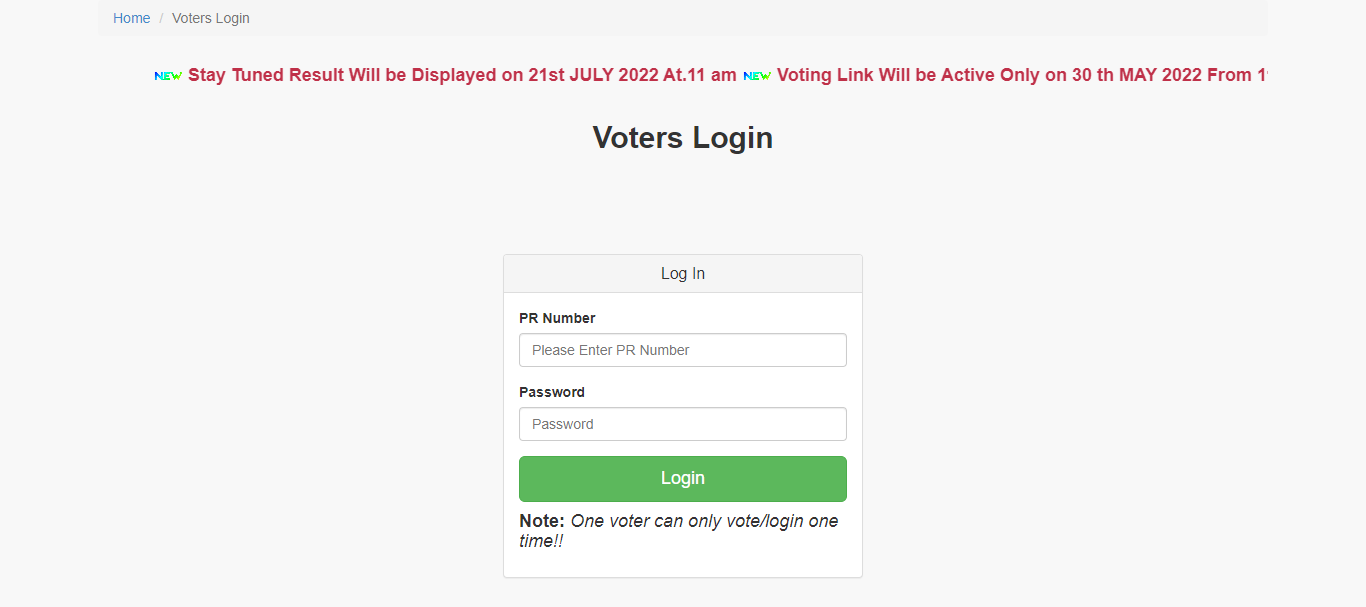 Home / Voters Login
NEW Stay Tuned Result Will be Displayed on 21st JULY 2022 At.11 am NEW Voting Link Will be Active Only on 30 th MAY 2022 From
Voters Login
Log In
PR Number
Please Enter PR Number
Password
Password
Login
Note: One voter can only vote/login one
time!!